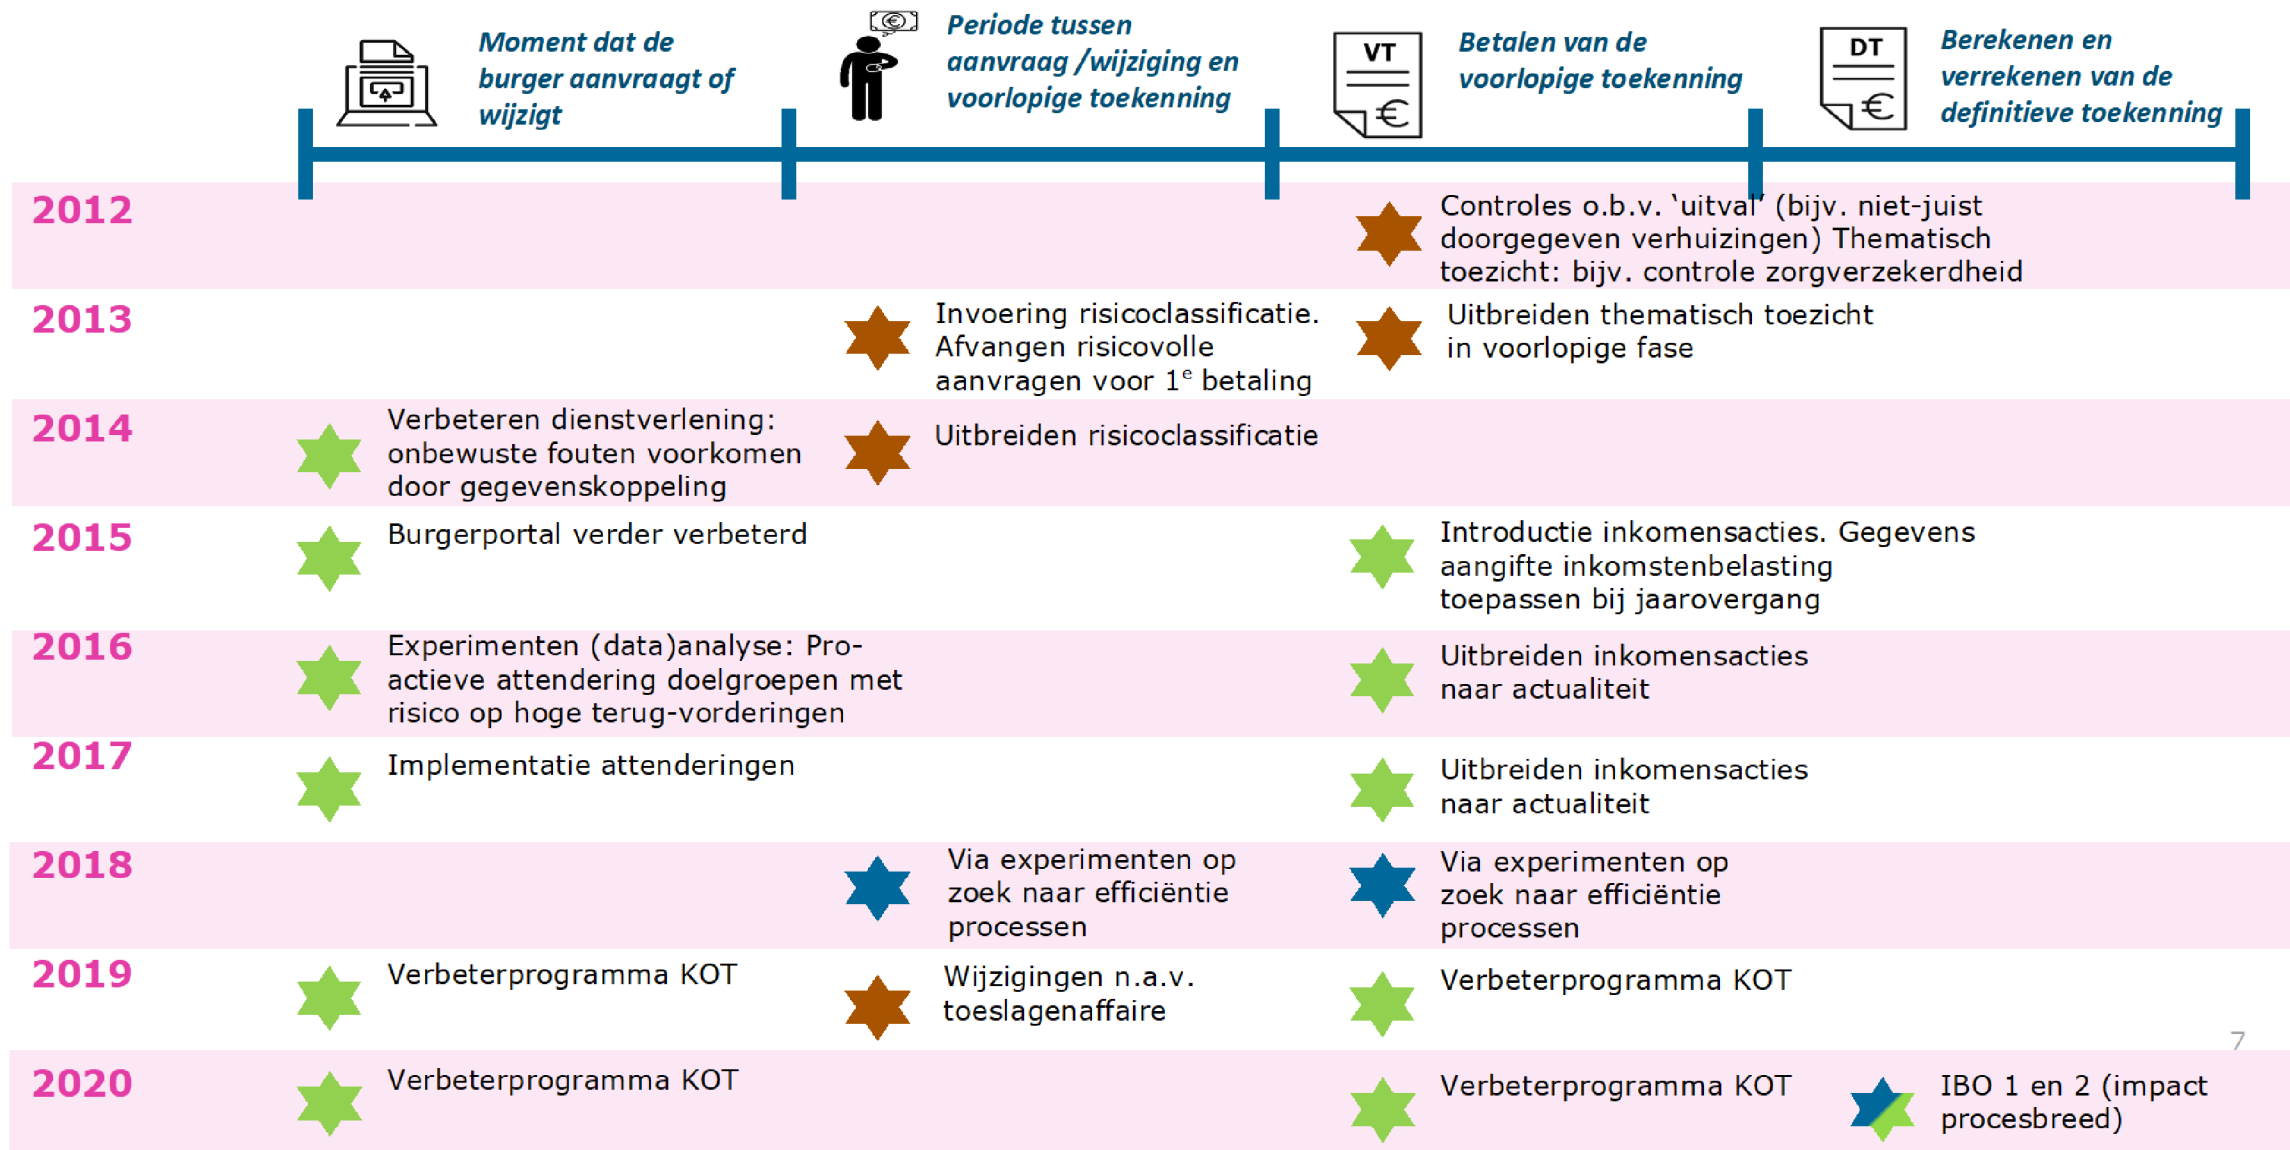 Moment dat de
burger aanvraagt of
wijzigt
Periode tussen
aanvraag /wijziging en
voorlopige toekenning
VT
€
Betalen van de
voorlopige toekenning
DT
€
Berekenen en
verrekenen van de
definitieve toekenning
2012
Controles o.b.v. ‘uitval’ (bijv. niet-juist
doorgegeven verhuizingen) Thematisch
toezicht: bijv. controle zorgverzekerdheid
2013
Invoering risicoclassificatie.
Afvangen risicovolle
aanvragen voor 1e betaling
Uitbreiden thematisch toezicht
in voorlopige fase
2014
Verbeteren dienstverlening:
onbewuste fouten voorkomen
door gegevenskoppeling
Uitbreiden risicoclassificatie
2015
Burgerportal verder verbeterd
Introductie inkomensacties. Gegevens
aangifte inkomstenbelasting
toepassen bij jaarovergang
2016
Experimenten (data)analyse: Pro-
actieve attendering doelgroepen met
risico op hoge terug-vorderingen
Uitbreiden inkomensacties
naar actualiteit
2017
Implementatie attenderingen
Uitbreiden inkomensacties
naar actualiteit
2018
Via experimenten op
zoek naar efficiëntie
processen
Via experimenten op
zoek naar efficiëntie
processen
2019
Verbeterprogramma KOT
Wijzigingen n.a.v.
toeslagenaffaire
Verbeterprogramma KOT
7
2020
Verbeterprogramma KOT
Verbeterprogramma KOT
IBO 1 en 2 (impact
procesbreed)